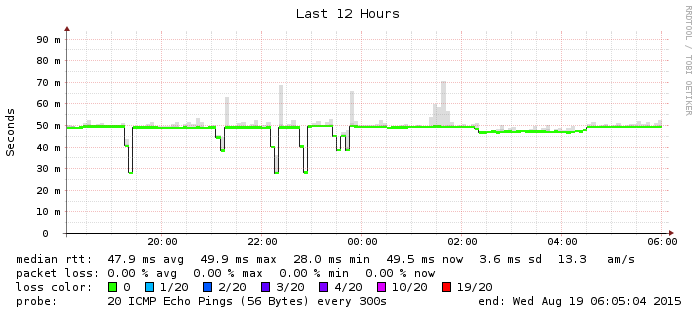 Last 12 Hours
RRDTOOL / TOBI OETIKER
Seconds
90 m
80 m
70 m
60 m
50 m
40 m
30 m
20 m
10 m
0
20:00 22:00 00:00 02:00 04:00 06:00
median rtt: 47.9 ms avg 49.9 ms max 28.0 ms min 49.5 ms now 3.6 ms sd 13.3 am/s
packet loss: 0.00 % avg 0.00 % max 0.00 % min 0.00 % now
loss color: 0 1/20 2/20 3/20 4/20 10/20 19/20
probe: 20 ICMP Echo Pings (56 Bytes) every 300s end: Wed Aug 19 06:05:04 2015